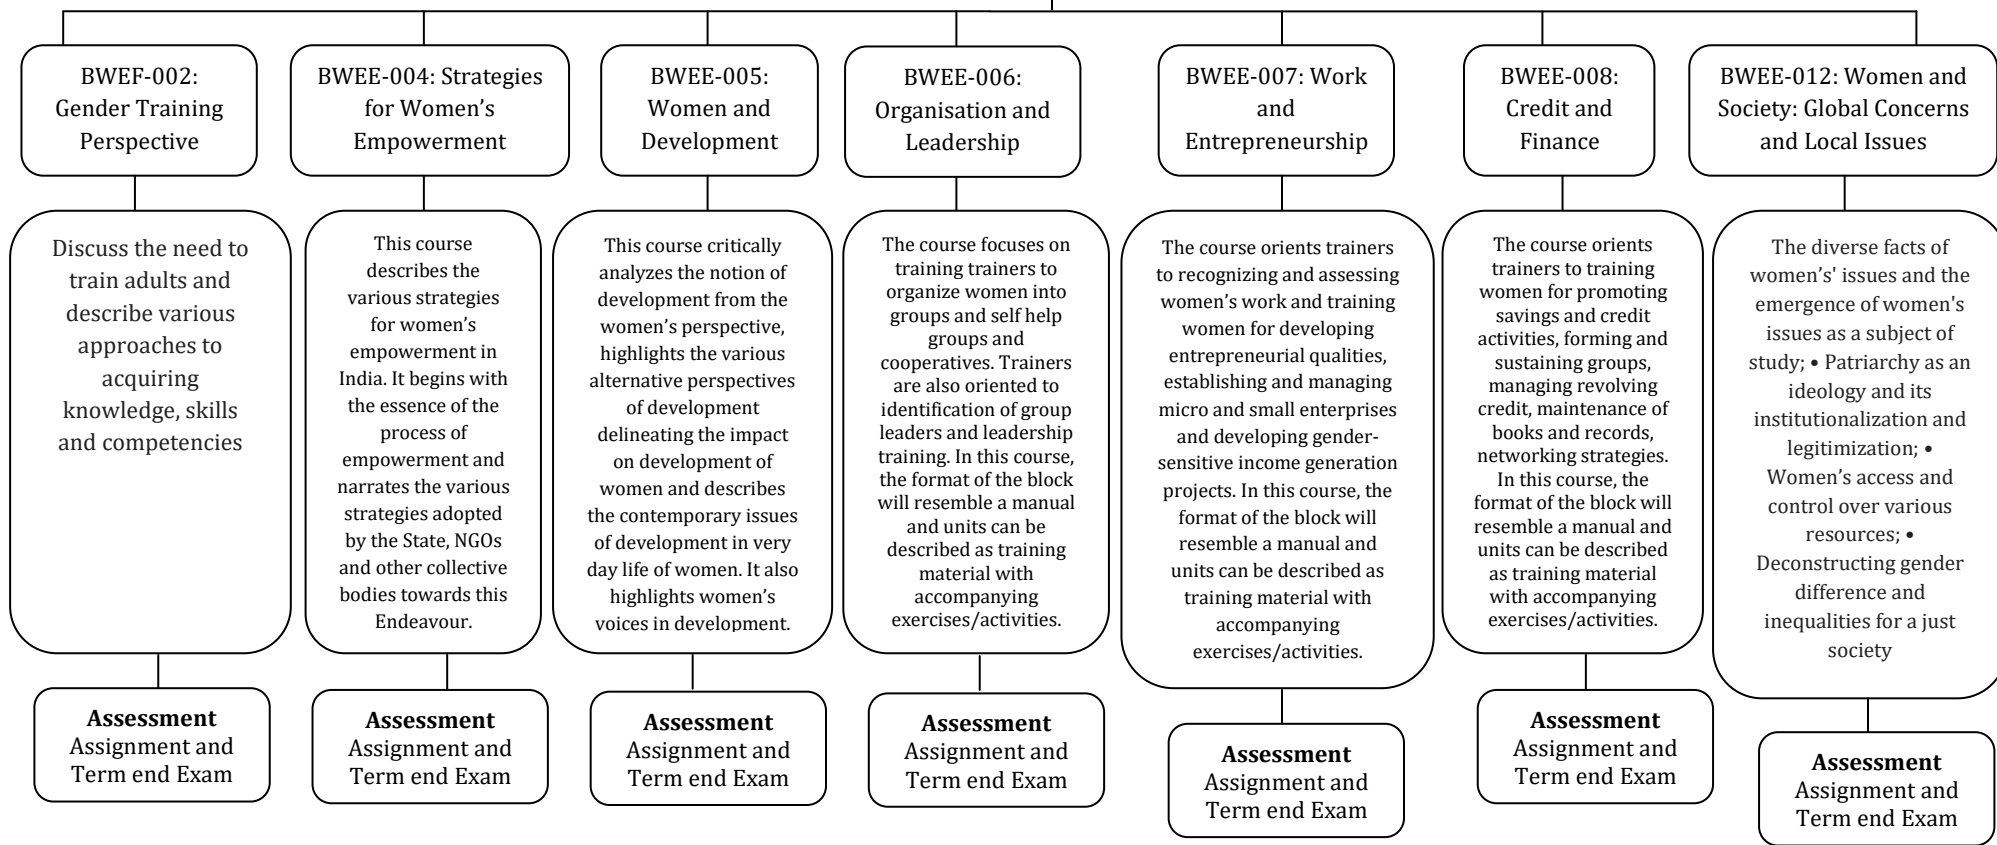 BWEF-002:
Gender Training
Perspective
BWEE-004: Strategies
for Women’s
Empowerment
BWEE-005:
Women and
Development
BWEE-006:
Organisation and
Leadership
BWEE-007: Work
and
Entrepreneurship
BWEE-008:
Credit and
Finance
BWEE-012: Women and
Society: Global Concerns
and Local Issues
Discuss the need to
train adults and
describe various
approaches to
acquiring
knowledge, skills
and competencies
This course
describes the
various strategies
for women’s
empowerment in
India. It begins with
the essence of the
process of
empowerment and
narrates the various
strategies adopted
by the State, NGOs
and other collective
bodies towards this
Endeavour.
This course critically
analyzes the notion of
development from the
women’s perspective,
highlights the various
alternative perspectives
of development
delineating the impact
on development of
women and describes
the contemporary issues
of development in very
day life of women. It also
highlights women’s
voices in development.
The course focuses on
training trainers to
organize women into
groups and self help
groups and
cooperatives. Trainers
are also oriented to
identification of group
leaders and leadership
training. In this course,
the format of the block
will resemble a manual
and units can be
described as training
material with
accompanying
exercises/activities.
The course orients trainers
to recognizing and assessing
women’s work and training
women for developing
entrepreneurial qualities,
establishing and managing
micro and small enterprises
and developing gender-
sensitive income generation
projects. In this course, the
format of the block will
resemble a manual and
units can be described as
training material with
accompanying
exercises/activities.
The course orients
trainers to training
women for promoting
savings and credit
activities, forming and
sustaining groups,
managing revolving
credit, maintenance of
books and records,
networking strategies.
In this course, the
format of the block will
resemble a manual and
units can be described
as training material
with accompanying
exercises/activities.
The diverse facts of
women’s' issues and the
emergence of women's
issues as a subject of
study; • Patriarchy as an
ideology and its
institutionalization and
legitimization; •
Women’s access and
control over various
resources; •
Deconstructing gender
difference and
inequalities for a just
society
Assessment
Assignment and
Term end Exam
Assessment
Assignment and
Term end Exam
Assessment
Assignment and
Term end Exam
Assessment
Assignment and
Term end Exam
Assessment
Assignment and
Term end Exam
Assessment
Assignment and
Term end Exam
Assessment
Assignment and
Term end Exam